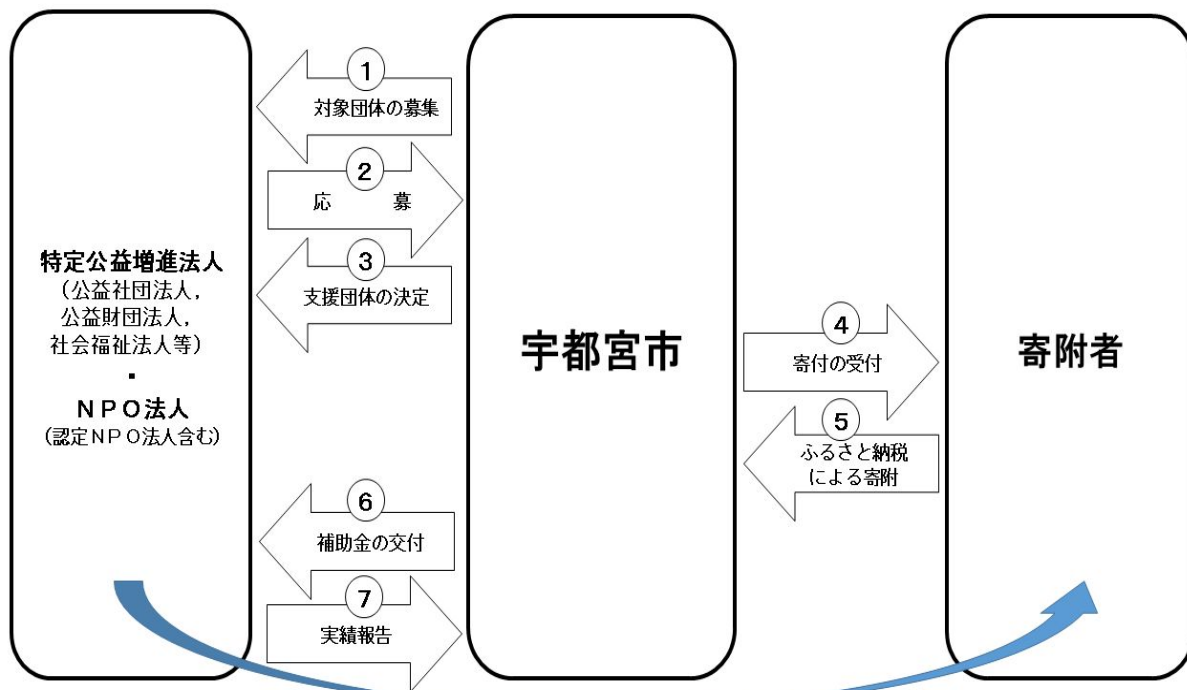 特定公益増進法人
（公益社団法人，
公益財団法人，
社会福祉法人等）
・
ＮＰＯ法人
(認定ＮＰＯ法人含む)
1
対象団体の募集
2
応　　募
3
支援団体の決定
6
補助金の交付
7
実績報告
宇都宮市
4
寄付の受付
5
ふるさと納税
による寄附
寄附者